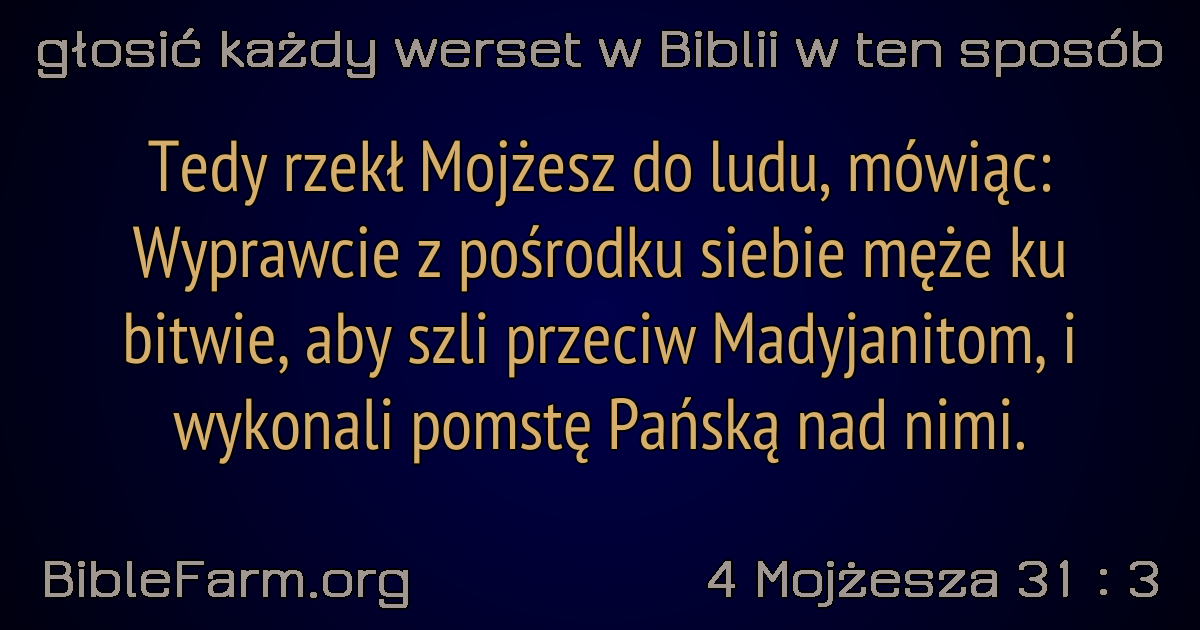 głosić każdy werset w Biblii w ten sposób
Tedy rzekł Mojżesz do ludu, mówiąc:
Wyprawcie z pośrodku siebie męże ku
bitwie, aby szli przeciw Madyjanitom, i
wykonali pomstę Pańską nad nimi.
BibleFarm.org
4 Mojżesza 31 : 3